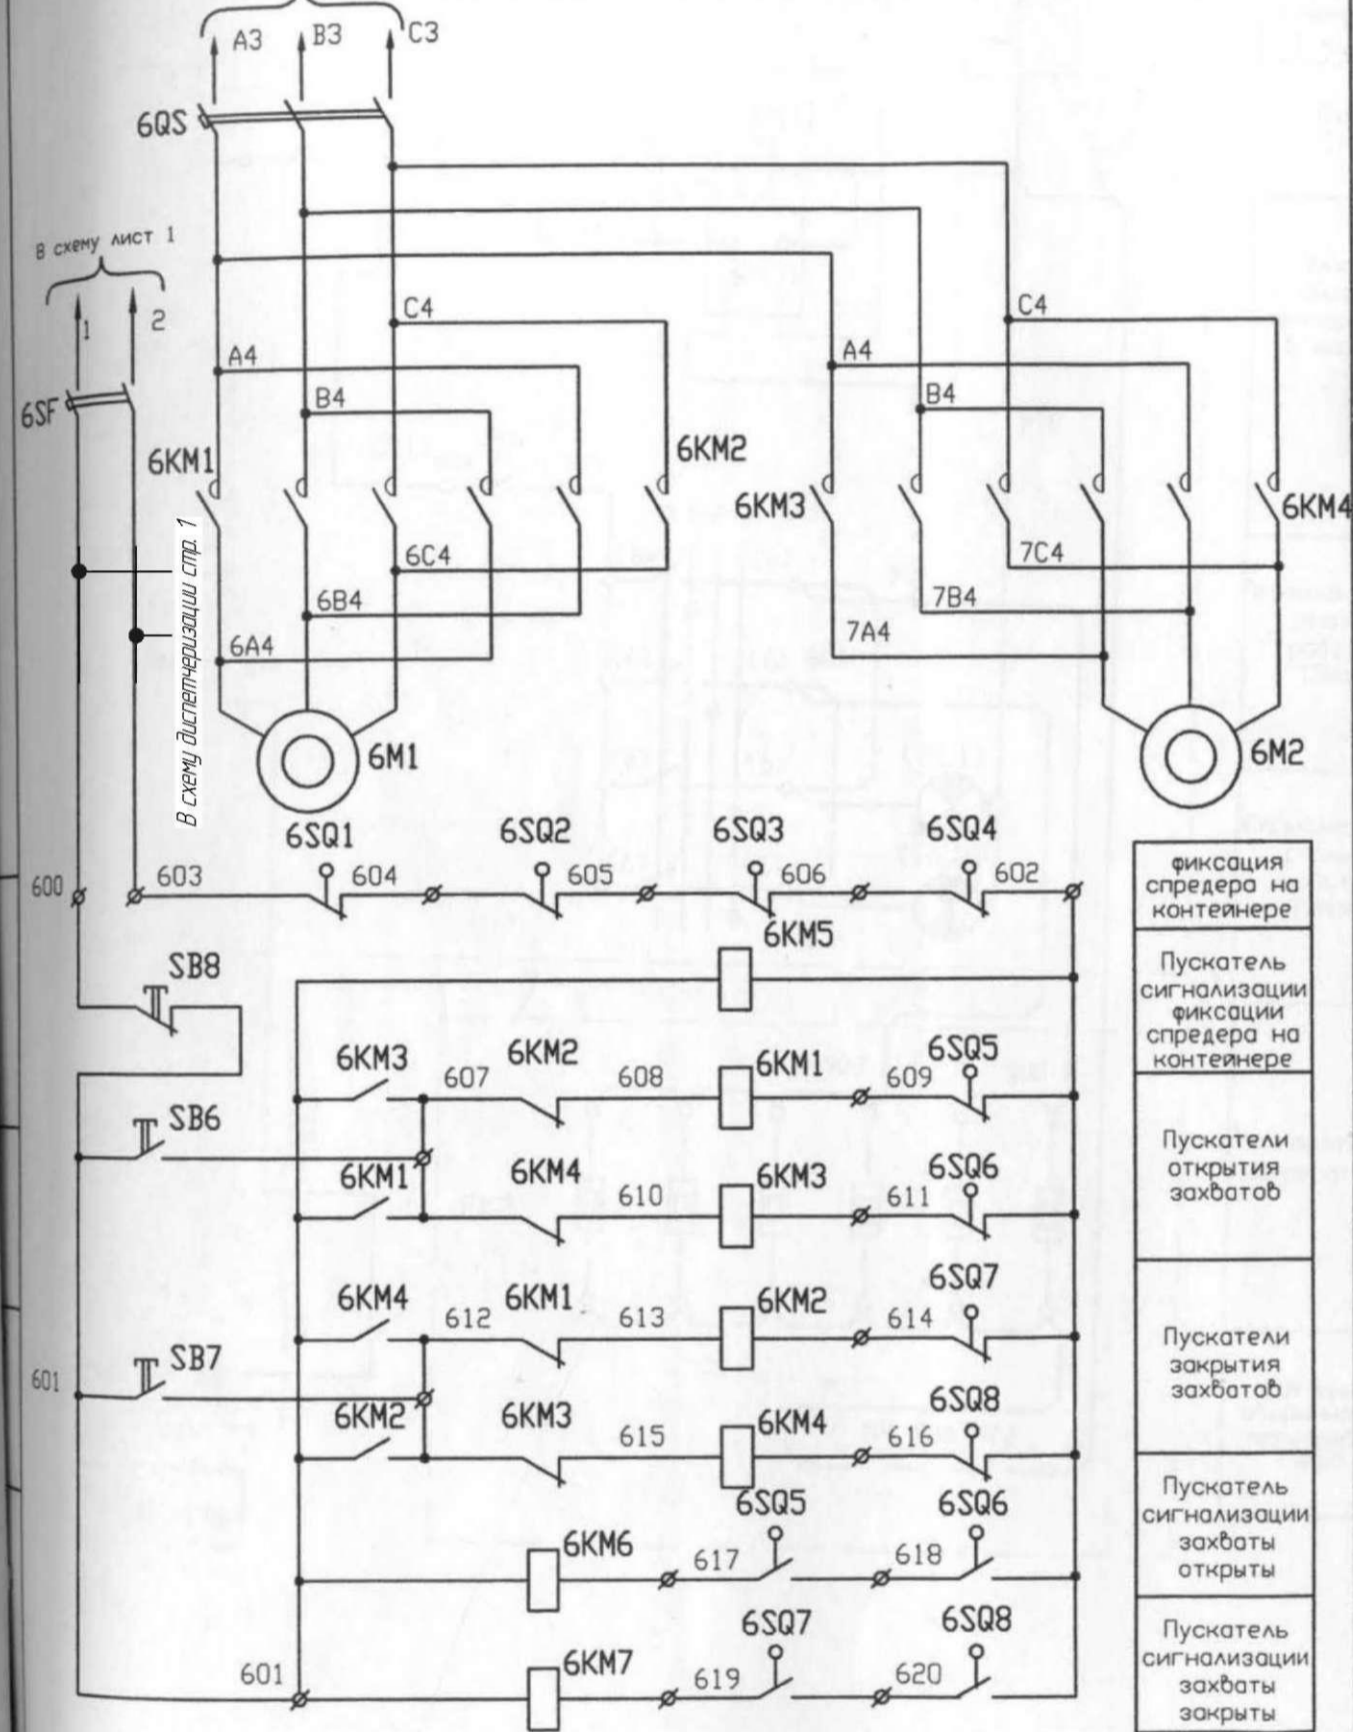 A3
B3
C3
6QS
В схему лист 1
1
2
6SF
C4
A4
B4
C4
A4
B4
6KM1
6KM2
6KM3
6KM4
В схему диспетчеризации стр. 1
6C4
6B4
6A4
7C4
7B4
7A4
6M1
6M2
6SQ1
6SQ2
6SQ3
6SQ4
600
603
604
605
606
602
фиксация
спредера на
контейнере
6KM5
SB8
Пускатель
сигнализации
фиксации
спредера на
контейнере
6KM3
607
6KM2
608
6KM1
609
6SQ5
SB6
6KM1
6KM4
610
6KM3
611
6SQ6
Пускатели
открытия
захватов
6KM4
612
6KM1
613
6KM2
614
6SQ7
601
SB7
6KM2
6KM3
615
6KM4
616
6SQ8
Пускатели
закрытия
захватов
6KM6
617
6SQ5
618
6SQ6
Пускатель
сигнализации
захваты
открыты
601
6KM7
619
6SQ7
620
6SQ8
Пускатель
сигнализации
захваты
закрыты